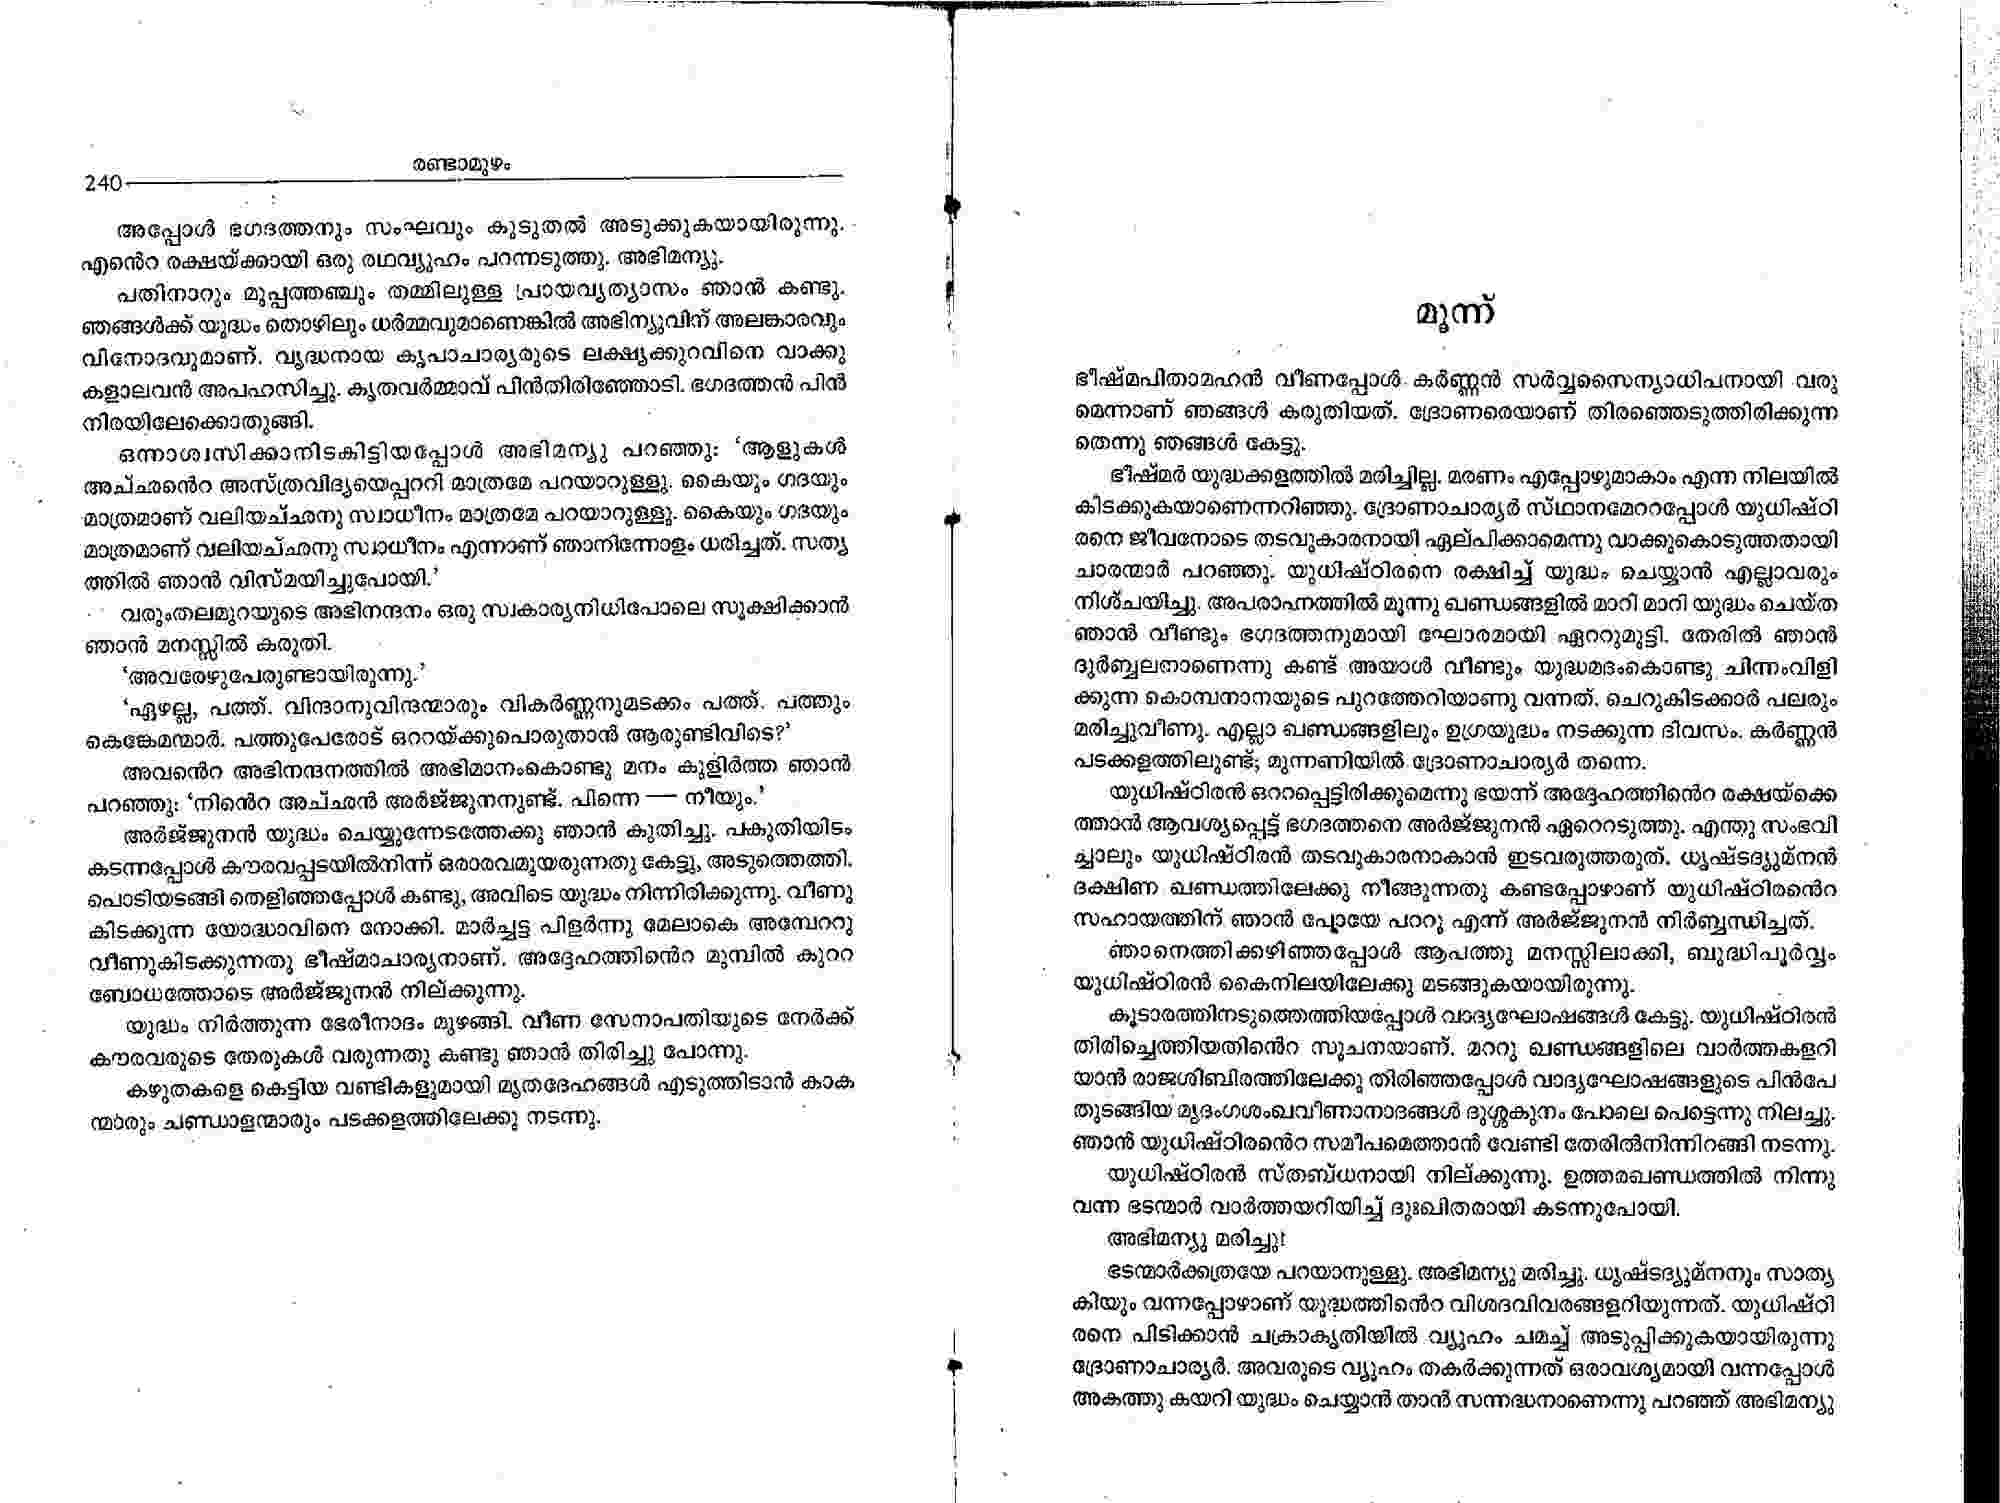 രണ്ടാമൂഴം
240
അപ്പോൾ ഭഗദത്തനും സംഘവും കൂടുതൽ അടുക്കുകയായിരുന്നു.
എൻെറ രക്ഷയ്ക്കായി ഒരു രഥവ്യൂഹം പറന്നടുത്തു. അഭിമന്യു.
പതിനാറും മുപ്പത്തഞ്ചും തമ്മിലുള്ള പ്രായവ്യത്യാസം ഞാൻ കണ്ടു.
ഞങ്ങൾക്ക് യുദ്ധം തൊഴിലും ധർമ്മവുമാണെങ്കിൽ അഭിന്യുവിന് അലങ്കാരവും
വിനോദവുമാണ്. വൃദ്ധനായ കൃപാചാര്യരുടെ ലക്ഷ്യക്കുറവിനെ വാക്കു
കളാലവൻ അപഹസിച്ചു. കൃതവർമ്മാവ് പിൻതിരിഞ്ഞോടി. ഭഗദത്തൻ പിൻ
നിരയിലേക്കൊതുങ്ങി.
ഒന്നാശ്വസിക്കാനിടകിട്ടിയപ്പോൾ അഭിമന്യു പറഞ്ഞു: ‘ആളുകൾ
അച്ഛൻെറ അസ്ത്രവിദ്യയെപ്പററി മാത്രമേ പറയാറുള്ളു. കൈയും ഗദയും
മാത്രമാണ് വലിയച്ഛനു സ്വാധീനം മാത്രമേ പറയാറുള്ളു. കൈയും ഗദയും
മാത്രമാണ് വലിയച്ഛനു സ്വാധീനം എന്നാണ് ഞാനിന്നോളം ധരിച്ചത്. സത്യ
ത്തിൽ ഞാൻ വിസ്മയിച്ചുപോയി.’
വരുംതലമുറയുടെ അഭിനന്ദനം ഒരു സ്വകാര്യനിധിപോലെ സൂക്ഷിക്കാൻ
ഞാൻ മനസ്സിൽ കരുതി.
‘അവരേഴുപേരുണ്ടായിരുന്നു.’
‘ഏഴല്ല, പത്ത്. വിന്ദാനുവിന്ദന്മാരും വികർണ്ണനുമടക്കം പത്ത്. പത്തും
കെങ്കേമന്മാർ. പത്തുപേരോട് ഒററയ്ക്കുപൊരുതാൻ ആരുണ്ടിവിടെ?’
അവൻെറ അഭിനന്ദനത്തിൽ അഭിമാനംകൊണ്ടു മനം കുളിർത്ത ഞാൻ
പറഞ്ഞു: ‘നിൻെറ അച്ഛൻ അർജ്ജുനനുണ്ട്. പിന്നെ — നീയും.’
അർജ്ജുനൻ യുദ്ധം ചെയ്യുന്നേടത്തേക്കു ഞാൻ കുതിച്ചു. പകുതിയിടം
കടന്നപ്പോൾ കൗരവപ്പടയിൽനിന്ന് ഒരാരവമുയരുന്നതു കേട്ടു, അടുത്തെത്തി.
പൊടിയടങ്ങി തെളിഞ്ഞപ്പോൾ കണ്ടു, അവിടെ യുദ്ധം നിന്നിരിക്കുന്നു. വീണു
കിടക്കുന്ന യോദ്ധാവിനെ നോക്കി. മാർച്ചട്ട പിളർന്നു മേലാകെ അമ്പേററു
വീണുകിടക്കുന്നതു ഭീഷ്മാചാര്യനാണ്. അദ്ദേഹത്തിൻെറ മുമ്പിൽ കുററ
ബോധത്തോടെ അർജ്ജുനൻ നില്ക്കുന്നു.
യുദ്ധം നിർത്തുന്ന ഭേരീനാദം മുഴങ്ങി. വീണ സേനാപതിയുടെ നേർക്ക്
കൗരവരുടെ തേരുകൾ വരുന്നതു കണ്ടു ഞാൻ തിരിച്ചു പോന്നു.
കഴുതകളെ കെട്ടിയ വണ്ടികളുമായി മൃതദേഹങ്ങൾ എടുത്തിടാൻ കാക
ന്മാരും ചണ്ഡാളന്മാരും പടക്കളത്തിലേക്കു നടന്നു.
മൂന്ന്
ഭീഷ്മപിതാമഹൻ വീണപ്പോൾ കർണ്ണൻ സർവ്വസൈന്യാധിപനായി വരു
മെന്നാണ് ഞങ്ങൾ കരുതിയത്. ദ്രോണരെയാണ് തിരഞ്ഞെടുത്തിരിക്കുന്ന
തെന്നു ഞങ്ങൾ കേട്ടു.
ഭീഷ്മർ യുദ്ധക്കളത്തിൽ മരിച്ചില്ല. മരണം എപ്പോഴുമാകാം എന്ന നിലയിൽ
കിടക്കുകയാണെന്നറിഞ്ഞു. ദ്രോണാചാര്യർ സ്ഥാനമേററപ്പോൾ യുധിഷ്ഠി
രനെ ജീവനോടെ തടവുകാരനായി ഏല്പിക്കാമെന്നു വാക്കുകൊടുത്തതായി
ചാരന്മാർ പറഞ്ഞു. യുധിഷ്ഠിരനെ രക്ഷിച്ച് യുദ്ധം ചെയ്യാൻ എല്ലാവരും
നിശ്ചയിച്ചു. അപരാഹ്നത്തിൽ മൂന്നു ഖണ്ഡങ്ങളിൽ മാറി മാറി യുദ്ധം ചെയ്ത
ഞാൻ വീണ്ടും ഭഗദത്തനുമായി ഘോരമായി ഏററുമുട്ടി. തേരിൽ ഞാൻ
ദുർബ്ബലനാണെന്നു കണ്ട് അയാൾ വീണ്ടും യുദ്ധമദംകൊണ്ടു ചിന്നംവിളി
ക്കുന്ന കൊമ്പനാനയുടെ പുറത്തേറിയാണു വന്നത്. ചെറുകിടക്കാർ പലരും
മരിച്ചുവീണു. എല്ലാ ഖണ്ഡങ്ങളിലും ഉഗ്രയുദ്ധം നടക്കുന്ന ദിവസം. കർണ്ണൻ
പടക്കളത്തിലുണ്ട്; മുന്നണിയിൽ ദ്രോണാചാര്യർ തന്നെ.
യുധിഷ്ഠിരൻ ഒററപ്പെട്ടിരിക്കുമെന്നു ഭയന്ന് അദ്ദേഹത്തിൻെറ രക്ഷയ്ക്കെ
ത്താൻ ആവശ്യപ്പെട്ട് ഭഗദത്തനെ അർജ്ജുനൻ ഏറെറടുത്തു. എന്തു സംഭവി
ച്ചാലും യുധിഷ്ഠിരൻ തടവുകാരനാകാൻ ഇടവരുത്തരുത്. ധൃഷ്ടദ്യുമ്നൻ
ദക്ഷിണ ഖണ്ഡത്തിലേക്കു നീങ്ങുന്നതു കണ്ടപ്പോഴാണ് യുധിഷ്ഠിരൻെറ
സഹായത്തിന് ഞാൻ പോയേ പററൂ എന്ന് അർജ്ജുനൻ നിർബ്ബന്ധിച്ചത്.
ഞാനെത്തിക്കഴിഞ്ഞപ്പോൾ ആപത്തു മനസ്സിലാക്കി, ബുദ്ധിപൂർവ്വം
യുധിഷ്ഠിരൻ കൈനിലയിലേക്കു മടങ്ങുകയായിരുന്നു.
കൂടാരത്തിനടുത്തെത്തിയപ്പോൾ വാദ്യഘോഷങ്ങൾ കേട്ടു. യുധിഷ്ഠിരൻ
തിരിച്ചെത്തിയതിൻെറ സൂചനയാണ്. മററു ഖണ്ഡങ്ങളിലെ വാർത്തകളറി
യാൻ രാജശിബിരത്തിലേക്കു തിരിഞ്ഞപ്പോൾ വാദ്യഘോഷങ്ങളുടെ പിൻപേ
തുടങ്ങിയ മൃദംഗശംഖവീണാനാദങ്ങൾ ദുശ്ശകുനം പോലെ പെട്ടെന്നു നിലച്ചു.
ഞാൻ യുധിഷ്ഠിരൻെറ സമീപമെത്താൻ വേണ്ടി തേരിൽനിന്നിറങ്ങി നടന്നു.
യുധിഷ്ഠിരൻ സ്തബ്ധനായി നില്ക്കുന്നു. ഉത്തരഖണ്ഡത്തിൽ നിന്നു
വന്ന ഭടന്മാർ വാർത്തയറിയിച്ച് ദുഃഖിതരായി കടന്നുപോയി.
അഭിമന്യു മരിച്ചു!
ഭടന്മാർക്കത്രയേ പറയാനുള്ളു. അഭിമന്യു മരിച്ചു. ധൃഷ്ടദ്യുമ്നനും സാത്യ
കിയും വന്നപ്പോഴാണ് യുദ്ധത്തിൻെറ വിശദവിവരങ്ങളറിയുന്നത്. യുധിഷ്ഠി
രനെ പിടിക്കാൻ ചക്രാകൃതിയിൽ വ്യൂഹം ചമച്ച് അടുപ്പിക്കുകയായിരുന്നു
ദ്രോണാചാര്യർ. അവരുടെ വ്യൂഹം തകർക്കുന്നത് ഒരാവശ്യമായി വന്നപ്പോൾ
അകത്തു കയറി യുദ്ധം ചെയ്യാൻ താൻ സന്നദ്ധനാണെന്നു പറഞ്ഞ് അഭിമന്യു